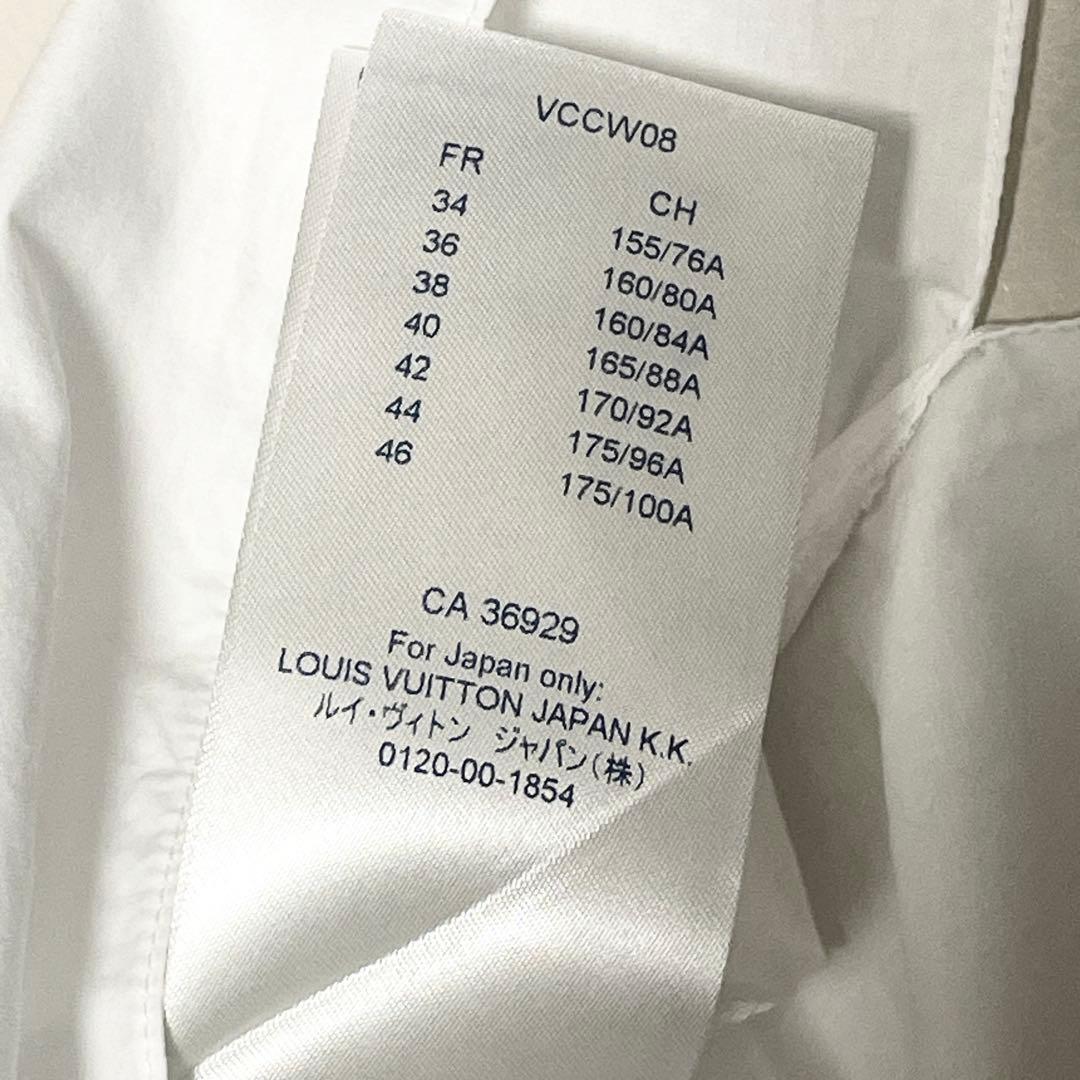 VCCW08
FR CH
34 155/76A
36 160/80A
38 160/84A
40 165/88A
42 170/92A
44 175/96A
46 175/100A
CA 36929
For Japan only:
LOUIS VUITTON JAPAN K.K.
ルイ・ヴィトン ジャパン(株)
0120-00-1854